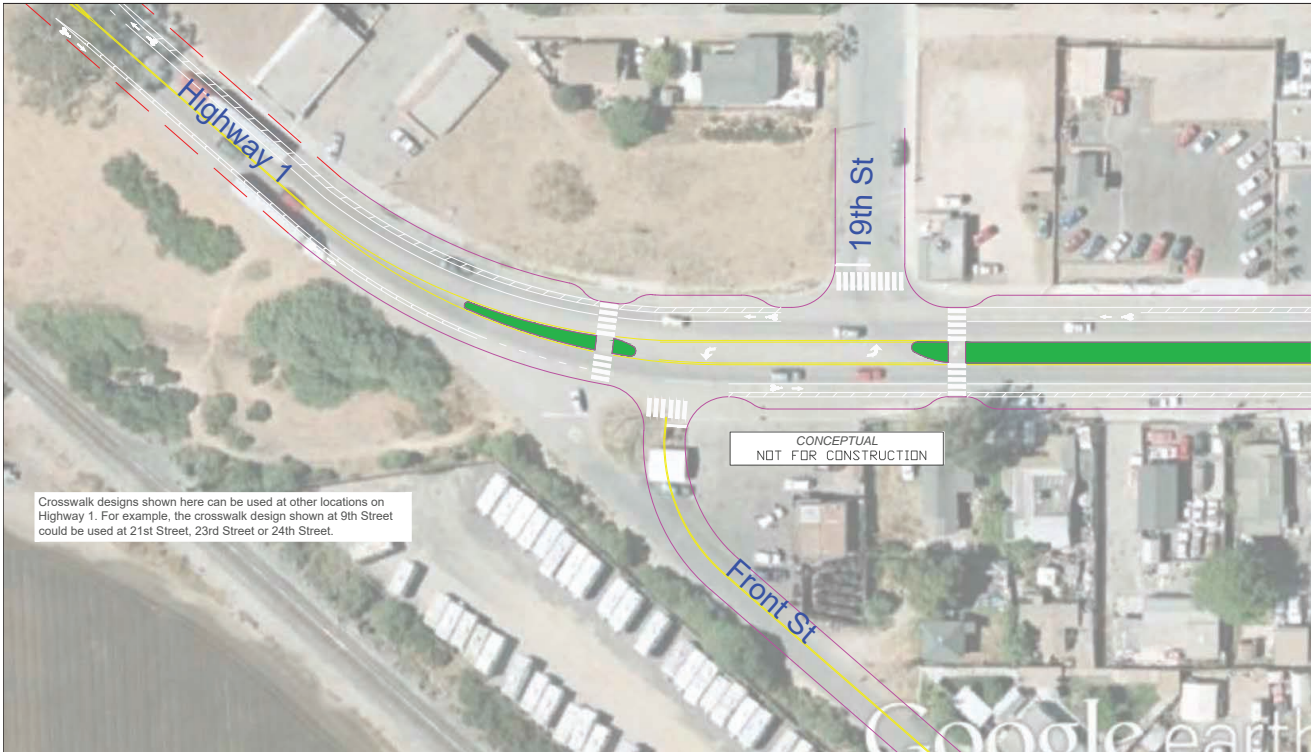 Highway 1
19th St
CONCEPTUAL
NOT FOR CONSTRUCTION
Crosswalk designs shown here can be used at other locations on
Highway 1. For example, the crosswalk design shown at 9th Street
could be used at 21st Street, 23rd Street or 24th Street.
Front St
Google earth